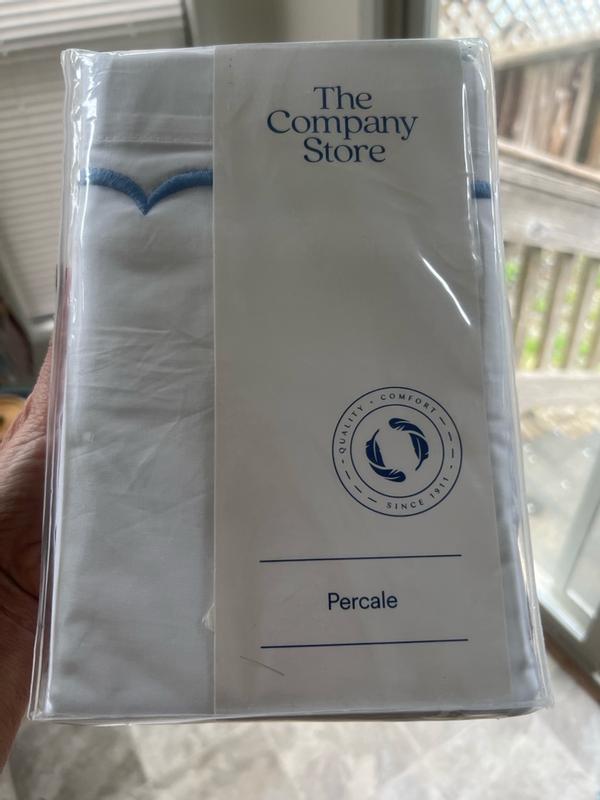 The
Company
Store
QUALITY - COMFORT
SINCE 1911
Percale